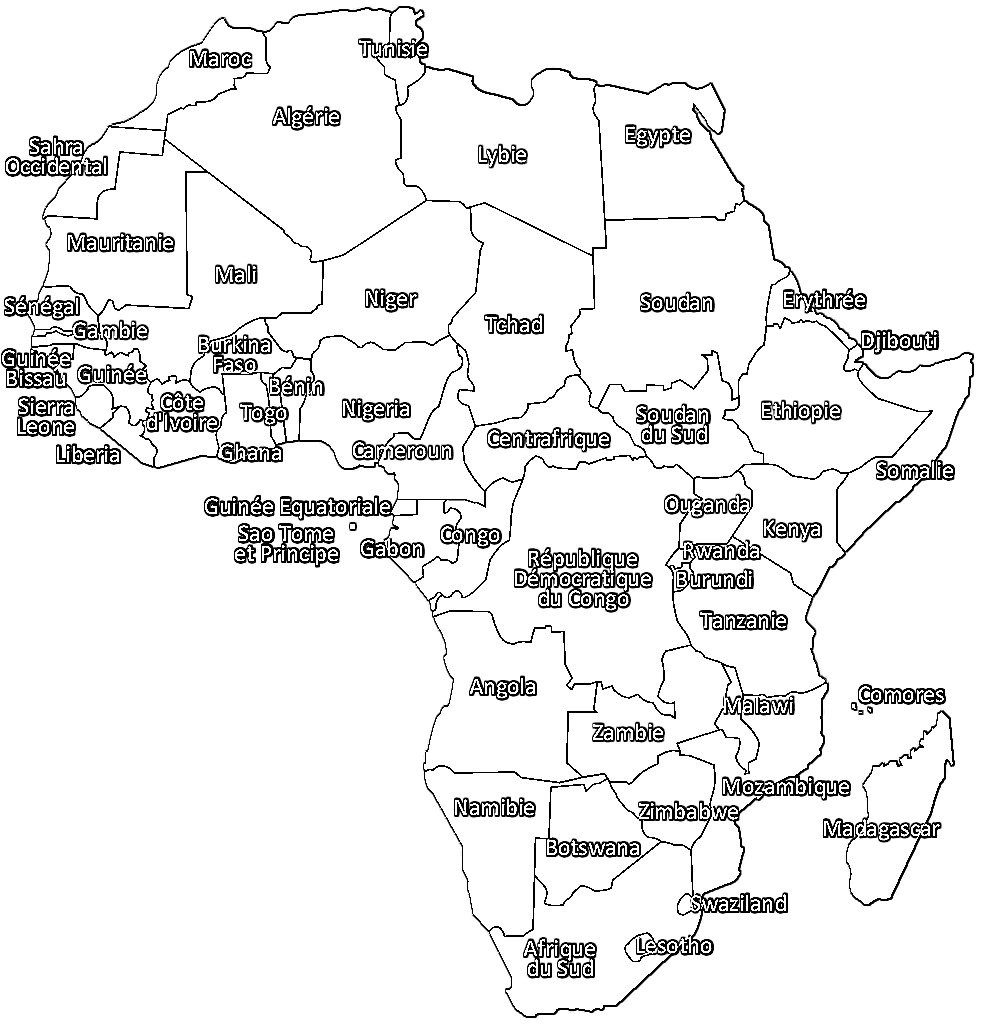 Tunisie
Maroc
Algérie
Egypte
Sahra
Occidental
Lybie
Mauritanie
Mali
Niger
Erythrée
Sénégal
Soudan
Tchad
Gambie
Djibouti
Burkina
Faso
Guinée
Bissau
Guinée
Bénin
Côte
d'Ivoire
Togo
Nigeria
Ethiopie
Sierra
Leone
Soudan
du Sud
Centrafrique
Cameroun
Ghana
Liberia
Somalie
Guinée Equatoriale
Ouganda
Kenya
Sao Tome
et Principe
Congo
Gabon
Rwanda
République
Démocratique
du Congo
Burundi
Tanzanie
Angola
Comores
Malawi
Zambie
Mozambique
Namibie
Zimbabwe
Madagascar
Botswana
Swaziland
Lesotho
Afrique
du Sud